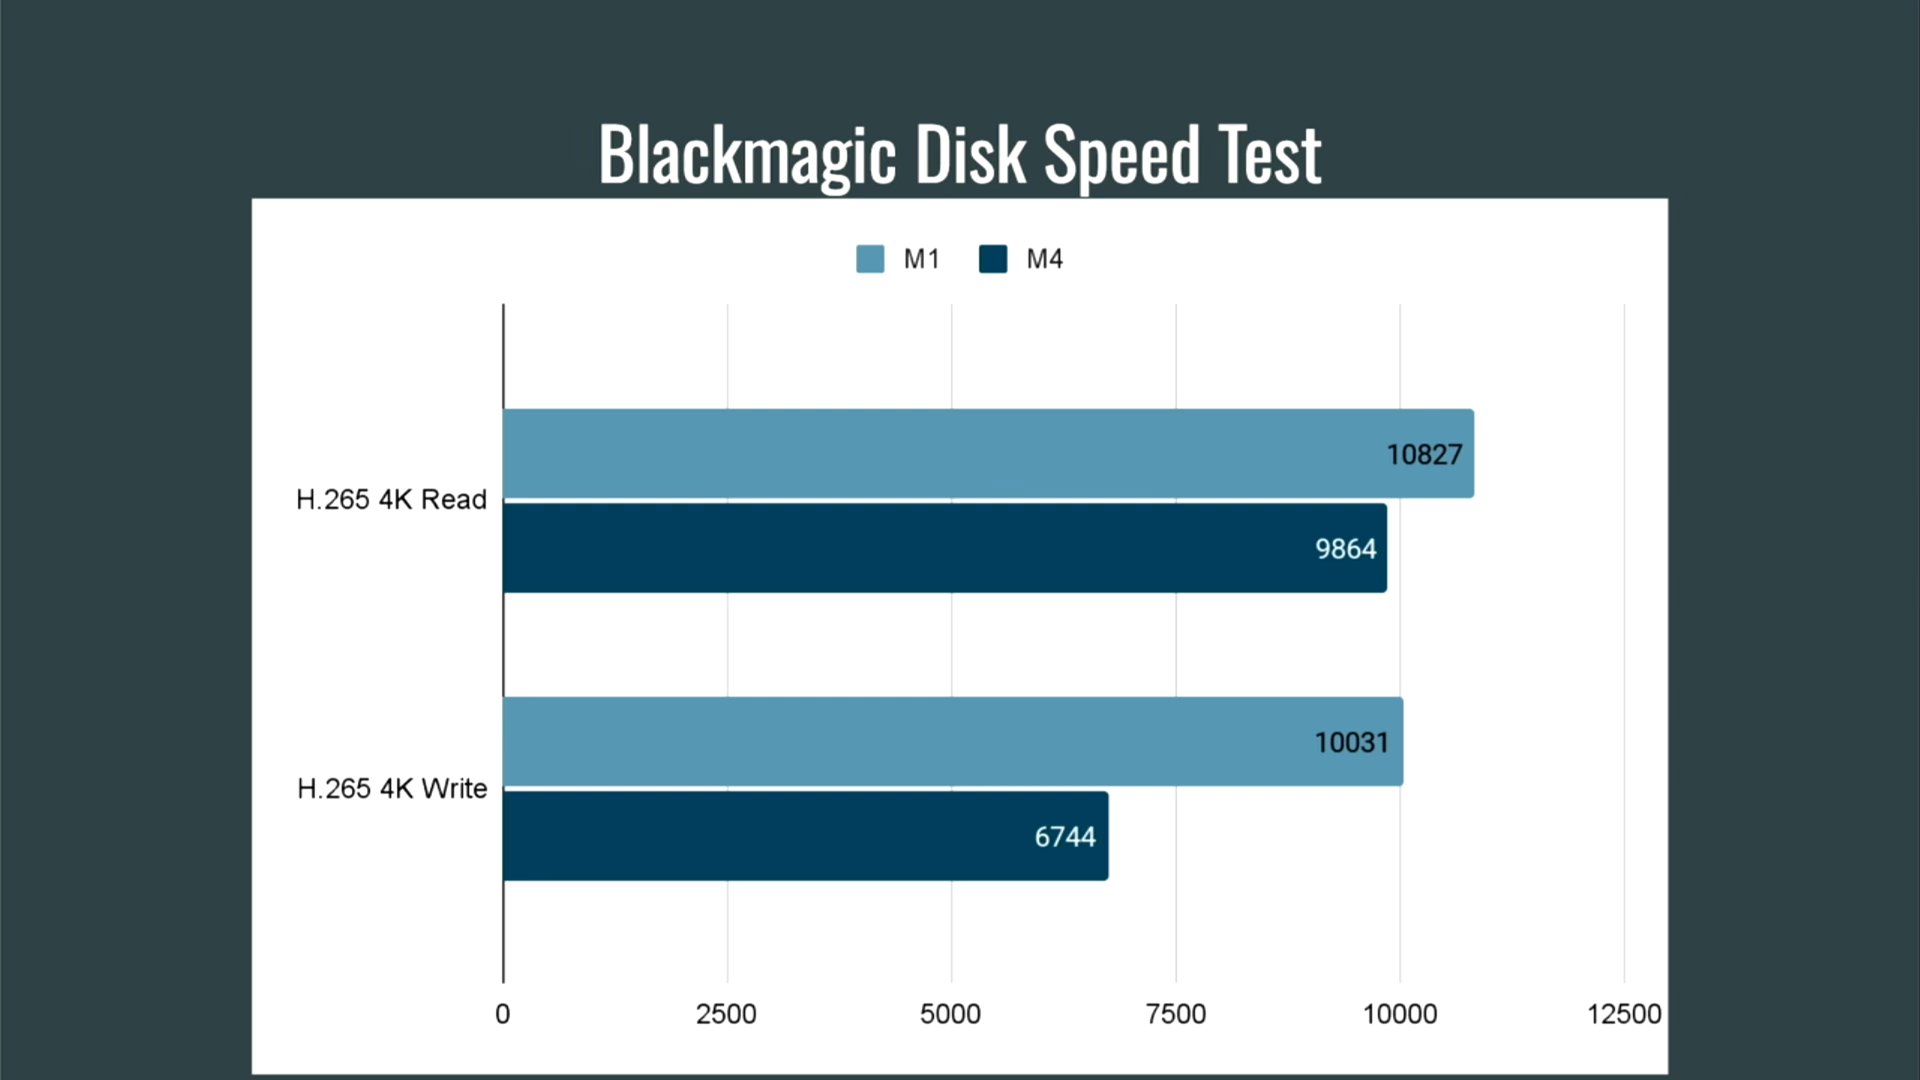 Blackmagic Disk Speed Test
M1 M4
H.265 4K Read
10827
9864
H.265 4K Write
10031
6744
0 2500 5000 7500 10000 12500